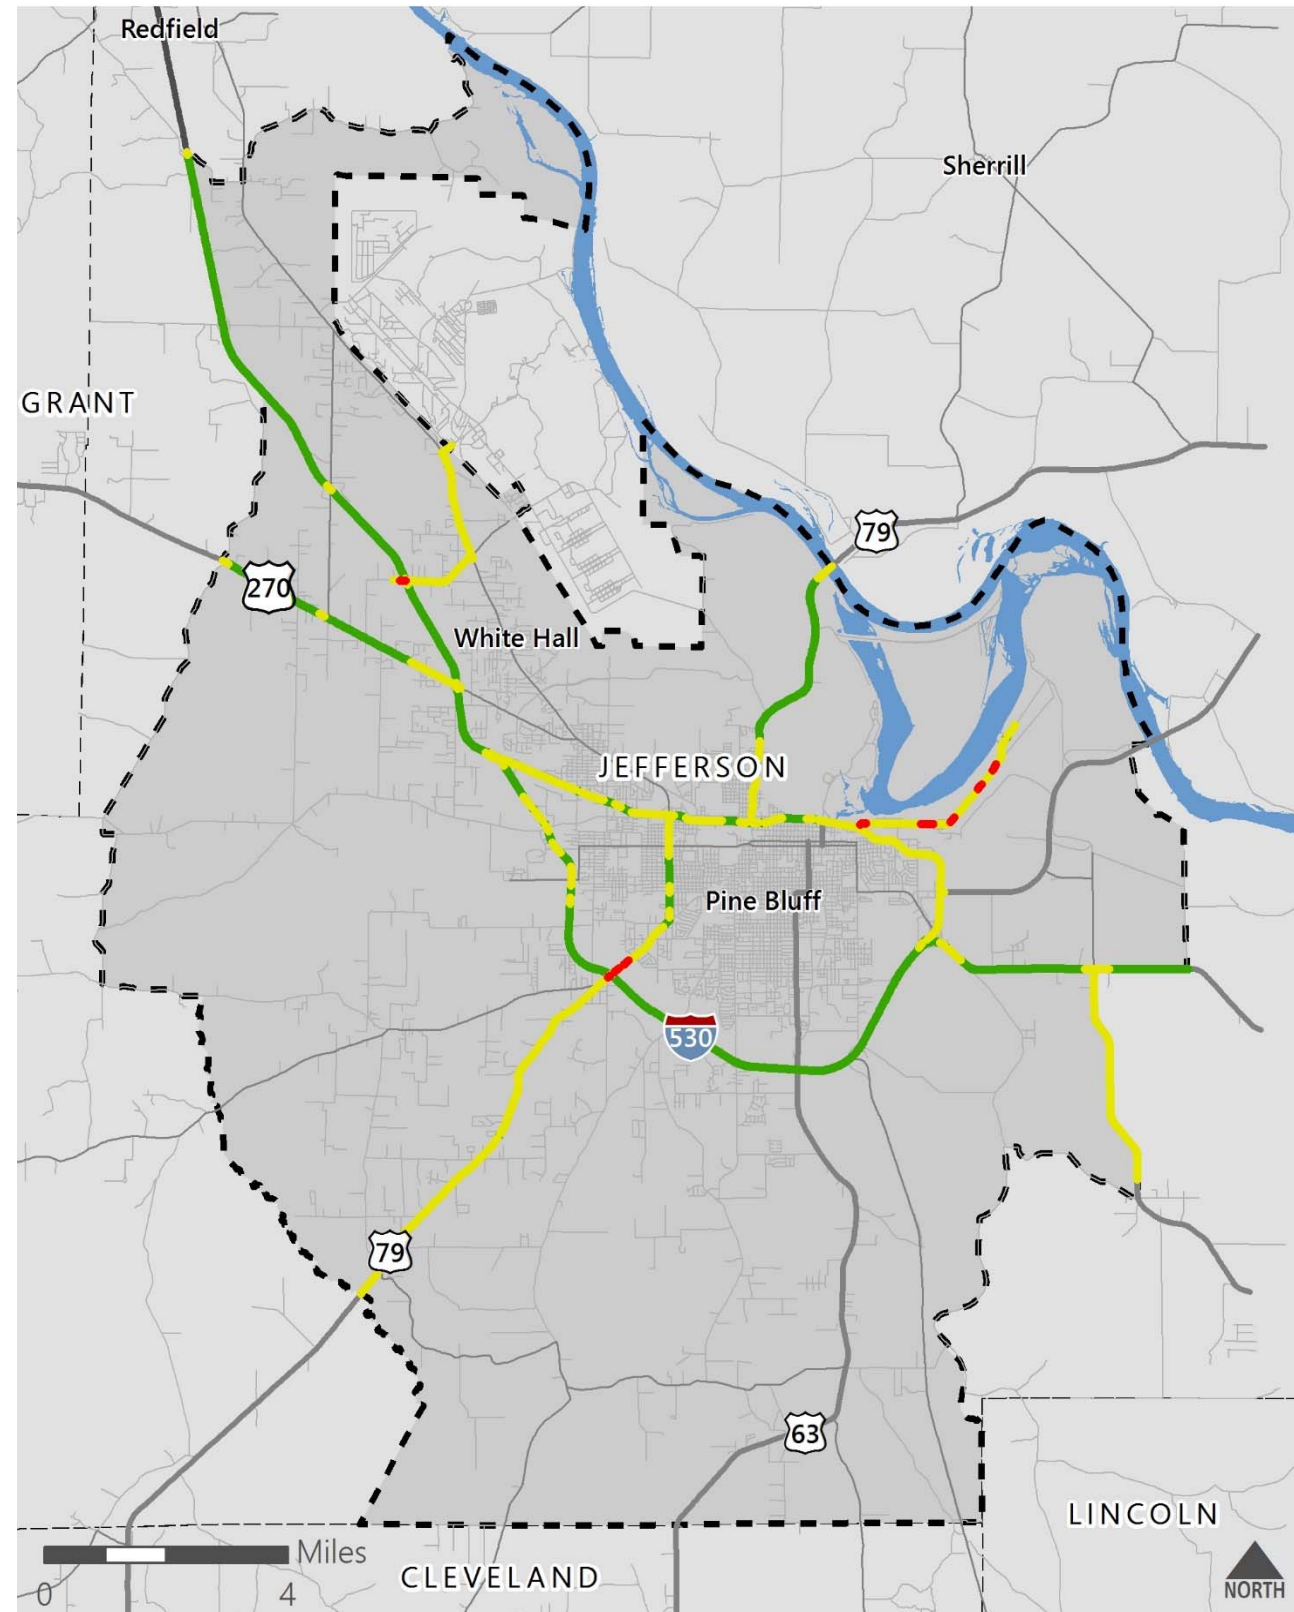 Redfield
Sherrill
GRANT
79
270
White Hall
JEFFERSON
Pine Bluff
530
79
63
LINCOLN
Miles
CLEVELAND
0
4
NORTH